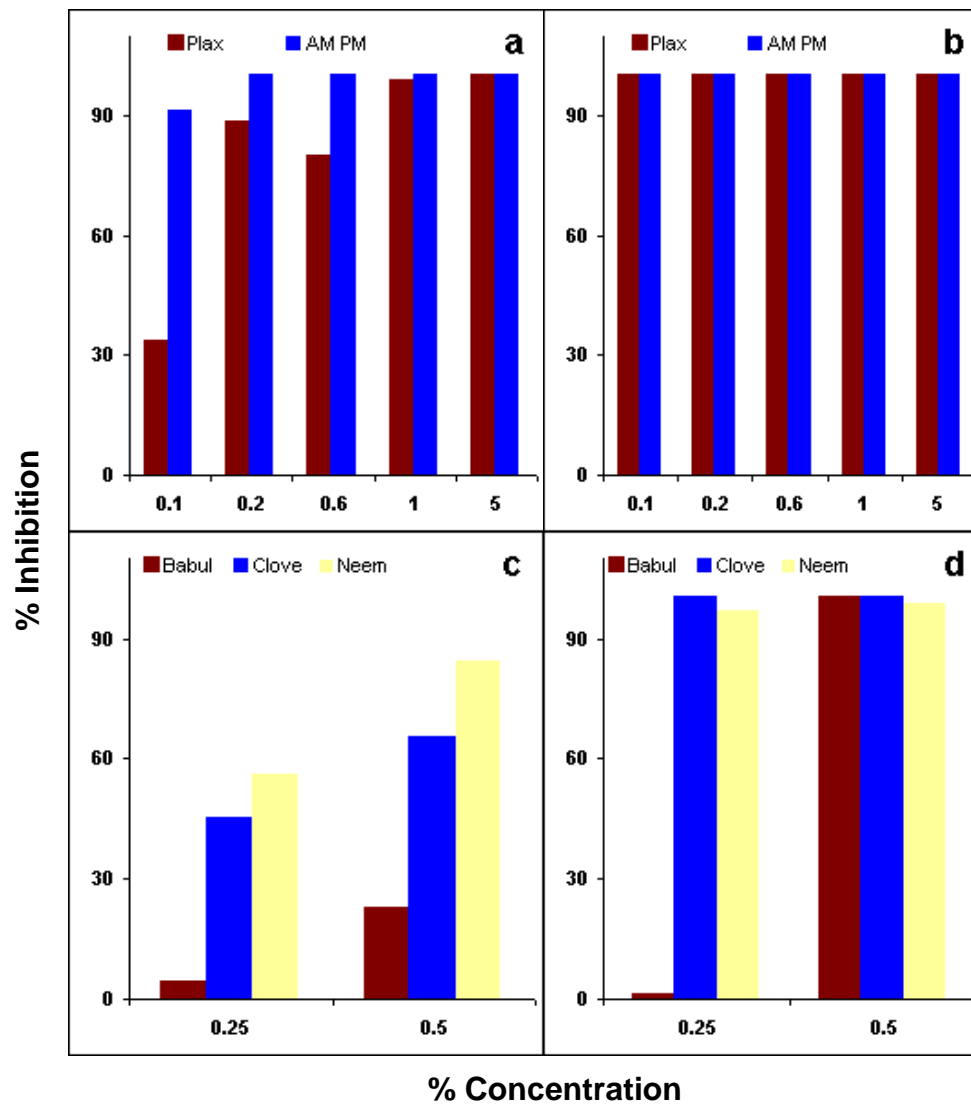 Plax AM PM a
90
60
30
0
0.1 0.2 0.6 1 5
Plax AM PM b
90
60
30
0
0.1 0.2 0.6 1 5
% Inhibition
Babul Clove Neem c
90
60
30
0
0.25 0.5
Babul Clove Neem d
90
60
30
0
0.25 0.5
% Concentration